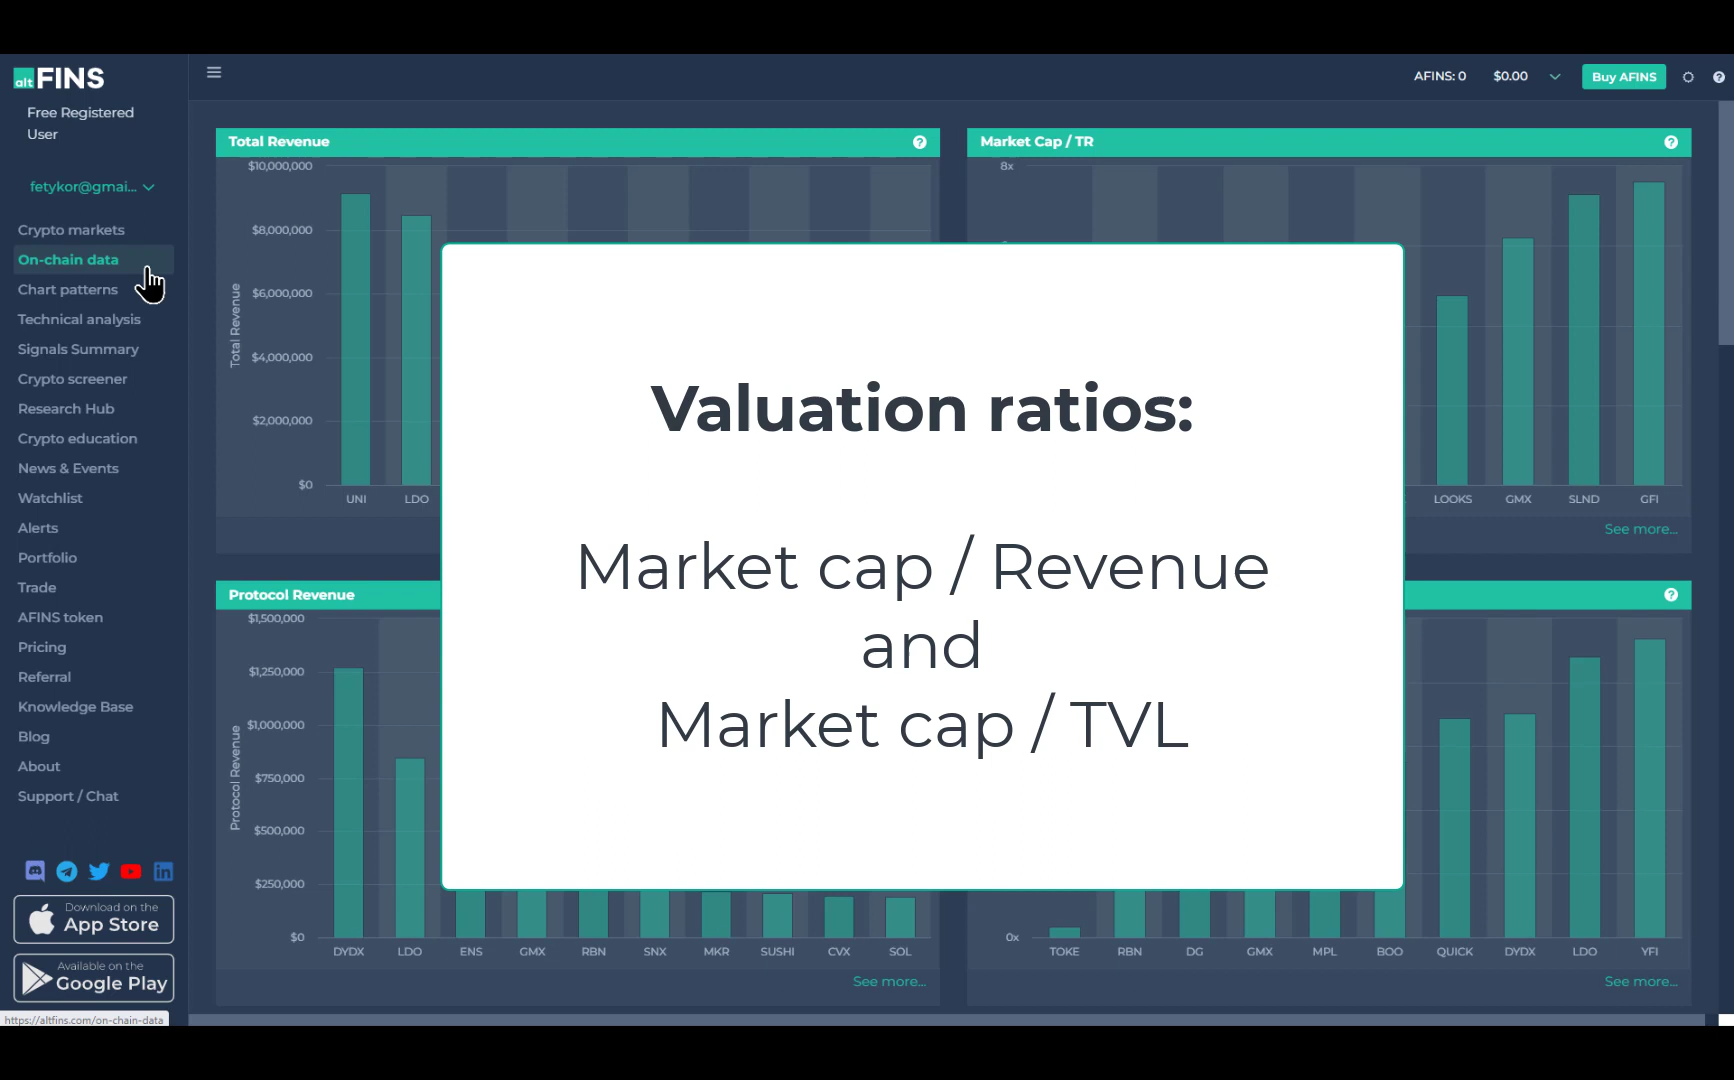 alt FINS
Free Registered
User
fetykor@gmai...
Crypto markets
On-chain data
Chart patterns
Technical analysis
Signals Summary
Crypto screener
Research Hub
Crypto education
News & Events
Watchlist
Alerts
Portfolio
Trade
AFINS token
Pricing
Referral
Knowledge Base
Blog
About
Support / Chat
Download on the
App Store
Available on the
Google Play
https://altfins.com/on-chain-data
AFINS: 0 $0.00 Buy AFINS ?
Total Revenue ?
$10,000,000
$8,000,000
$6,000,000
$4,000,000
$2,000,000
$0
Total Revenue
UNI LDO
Market Cap / TR ?
8x
LOOKS GMX SLND GFI
See more...
Valuation ratios:
Market cap / Revenue
and
Market cap / TVL
Protocol Revenue
$1,500,000
$1,250,000
$1,000,000
$750,000
$500,000
$250,000
$0
Protocol Revenue
DYDX LDO ENS GMX RBN SNX MKR SUSHI CVX SOL
See more...
?
0x
TOKE RBN DG GMX MPL BOO QUICK DYDX LDO YFI
See more...